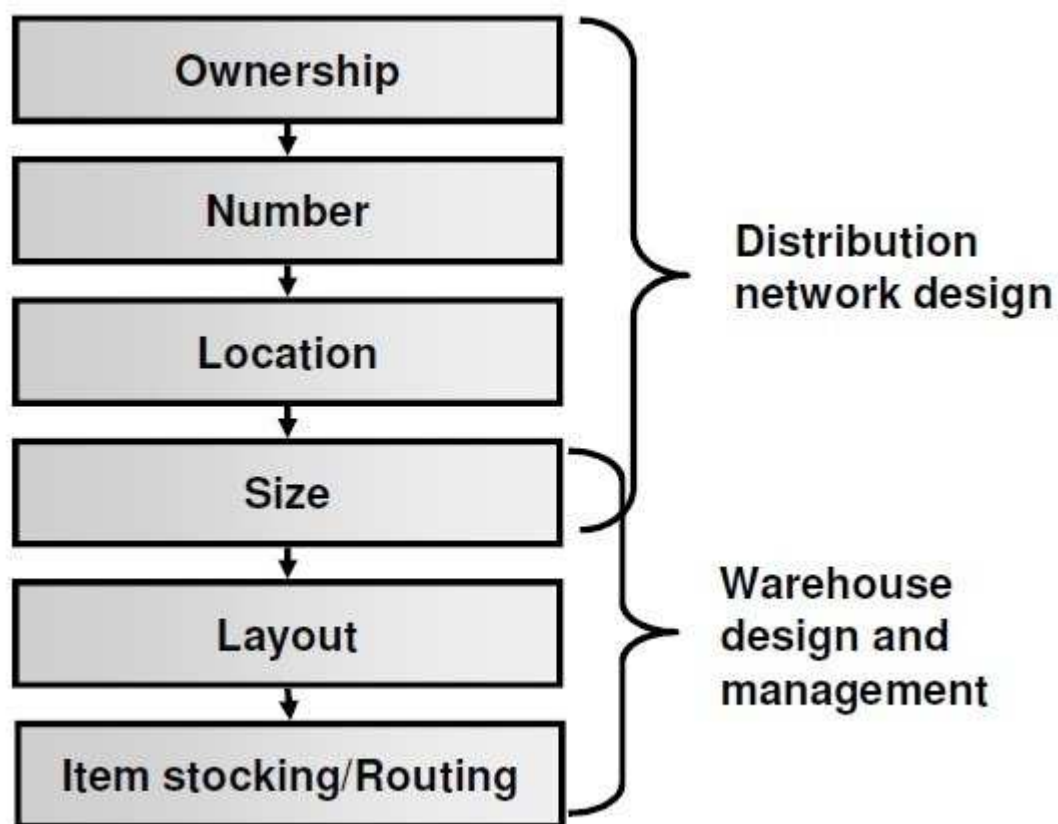 Ownership
Number
Location
Size
Layout
Item stocking/Routing
Distribution
network design
Warehouse
design and
management